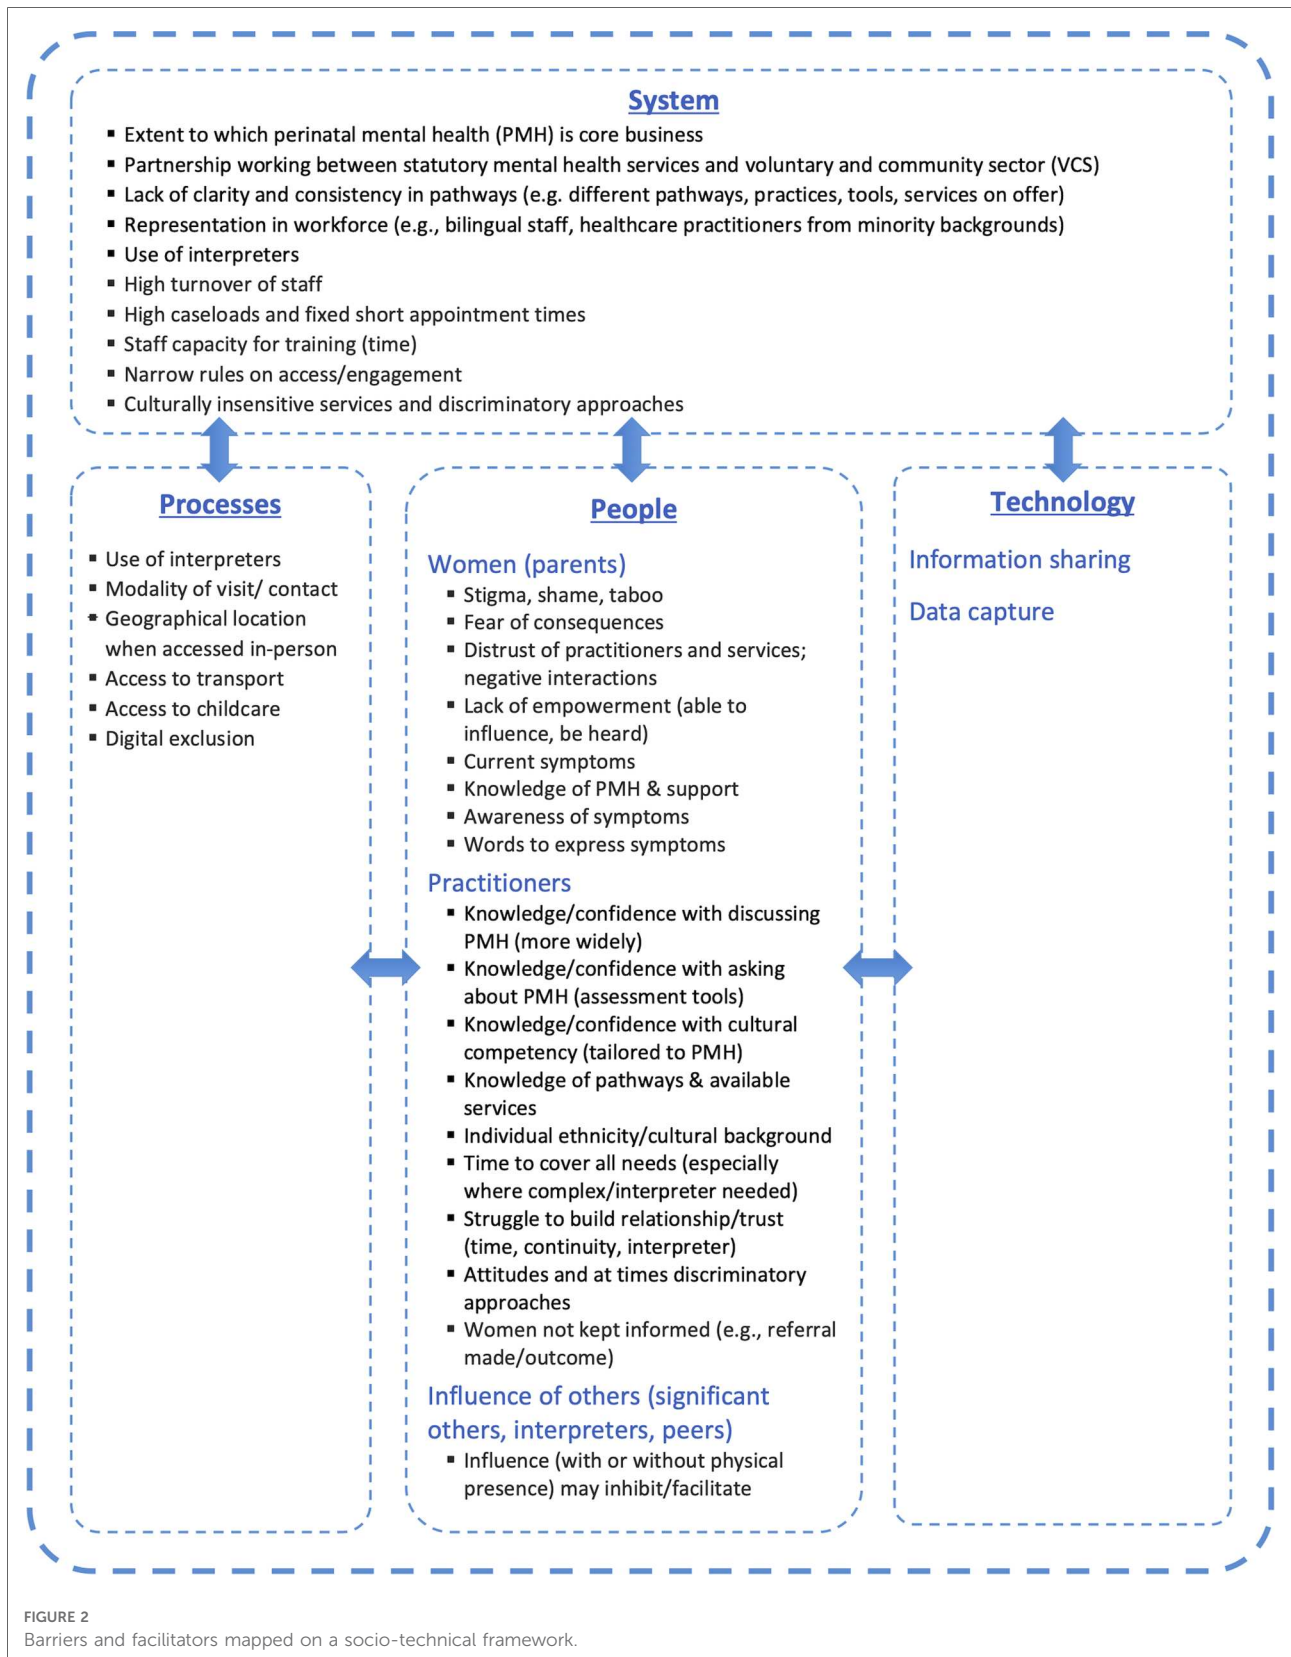 System
▪ Extent to which perinatal mental health (PMH) is core business
▪ Partnership working between statutory mental health services and voluntary and community sector (VCS)
▪ Lack of clarity and consistency in pathways (e.g. different pathways, practices, tools, services on offer)
▪ Representation in workforce (e.g., bilingual staff, healthcare practitioners from minority backgrounds)
▪ Use of interpreters
▪ High turnover of staff
▪ High caseloads and fixed short appointment times
▪ Staff capacity for training (time)
▪ Narrow rules on access/engagement
▪ Culturally insensitive services and discriminatory approaches
Processes
▪ Use of interpreters
▪ Modality of visit/ contact
▪ Geographical location
when accessed in-person
▪ Access to transport
▪ Access to childcare
▪ Digital exclusion
People
Women (parents)
▪ Stigma, shame, taboo
▪ Fear of consequences
▪ Distrust of practitioners and services;
negative interactions
▪ Lack of empowerment (able to
influence, be heard)
▪ Current symptoms
▪ Knowledge of PMH & support
▪ Awareness of symptoms
▪ Words to express symptoms
Practitioners
▪ Knowledge/confidence with discussing
PMH (more widely)
▪ Knowledge/confidence with asking
about PMH (assessment tools)
▪ Knowledge/confidence with cultural
competency (tailored to PMH)
▪ Knowledge of pathways & available
services
▪ Individual ethnicity/cultural background
▪ Time to cover all needs (especially
where complex/interpreter needed)
▪ Struggle to build relationship/trust
(time, continuity, interpreter)
▪ Attitudes and at times discriminatory
approaches
▪ Women not kept informed (e.g., referral
made/outcome)
Influence of others (significant
others, interpreters, peers)
▪ Influence (with or without physical
presence) may inhibit/facilitate
Technology
Information sharing
Data capture
FIGURE 2
Barriers and facilitators mapped on a socio-technical framework.